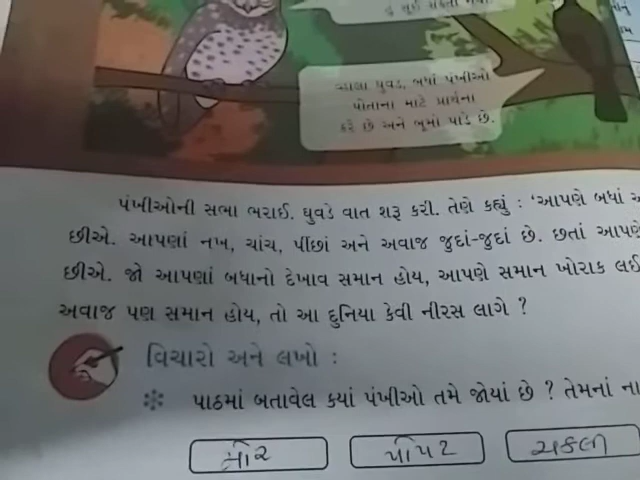 વ્હાલા ઘુવડ, બધાં પંખીઓ
પોતાના માટે પ્રાર્થના
કરે છે અને બૂમો પાડે છે.
પંખીઓની સભા ભરાઈ. ઘુવડે વાત શરૂ કરી. તેણે કહ્યું : 'આપણે બધાં
છીએ. આપણાં નખ, ચાંચ, પીંછાં અને અવાજ જુદાં-જુદાં છે. છતાં આપણે
છીએ. જો આપણાં બધાનો દેખાવ સમાન હોય, આપણે સમાન ખોરાક લઈ
અવાજ પણ સમાન હોય, તો આ દુનિયા કેવી નીરસ લાગે ?
વિચારો અને લખો :
પાઠમાં બતાવેલ કયાં પંખીઓ તમે જોયાં છે ? તેમનાં ના
મોર પોપટ ચકલી